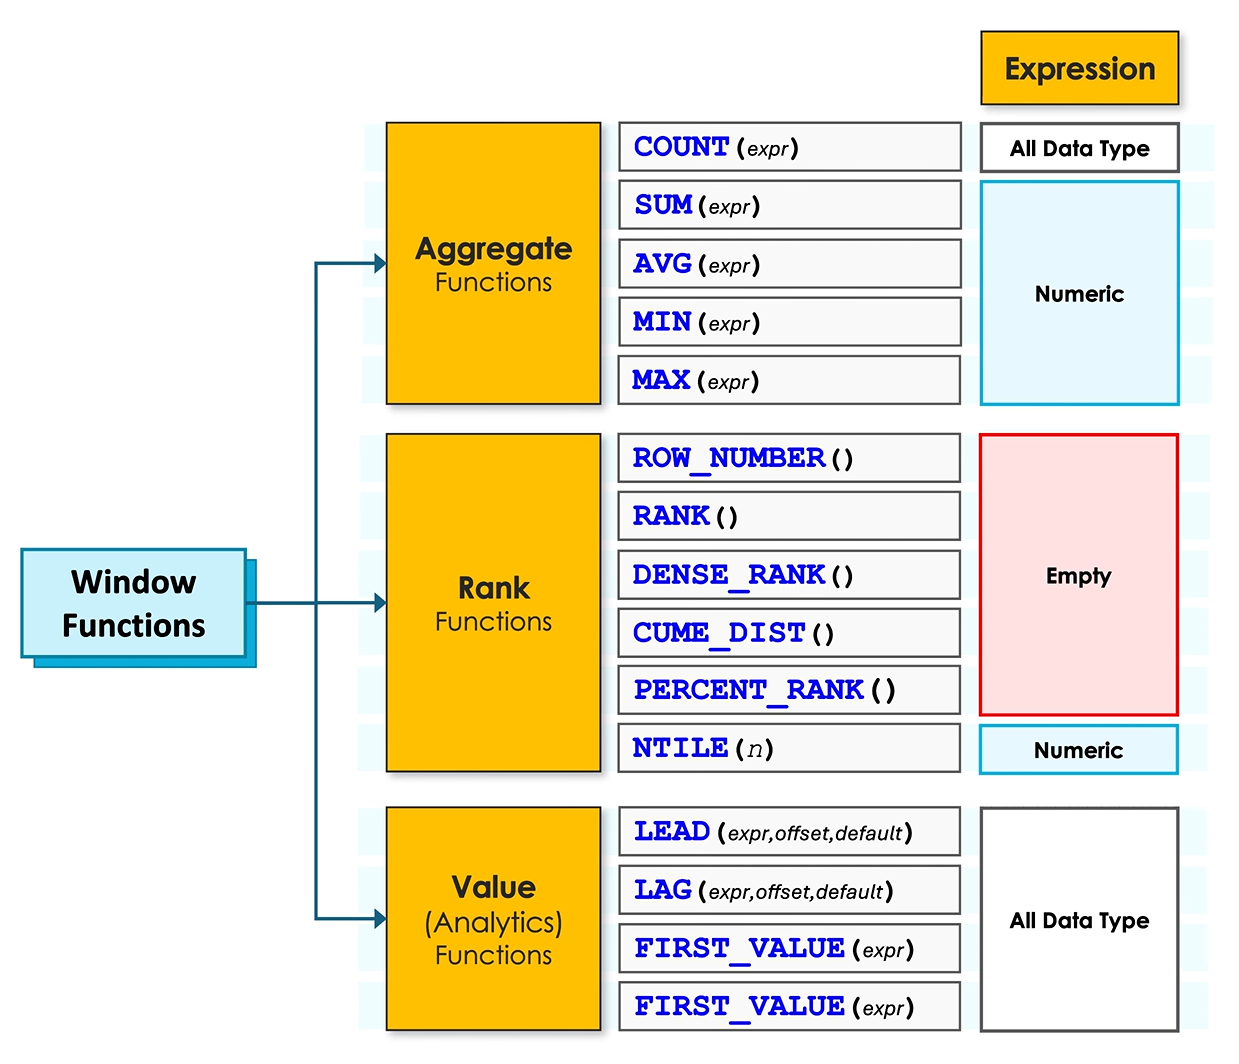 Expression
Aggregate
Functions
COUNT(expr)
All Data Type
SUM(expr)
AVG(expr)
MIN(expr)
MAX(expr)
Numeric
Window
Functions
Rank
Functions
ROW_NUMBER()
RANK()
DENSE_RANK()
CUME_DIST()
PERCENT_RANK()
Empty
NTILE(n)
Numeric
Value
(Analytics)
Functions
LEAD(expr,offset,default)
LAG(expr,offset,default)
FIRST_VALUE(expr)
FIRST_VALUE(expr)
All Data Type